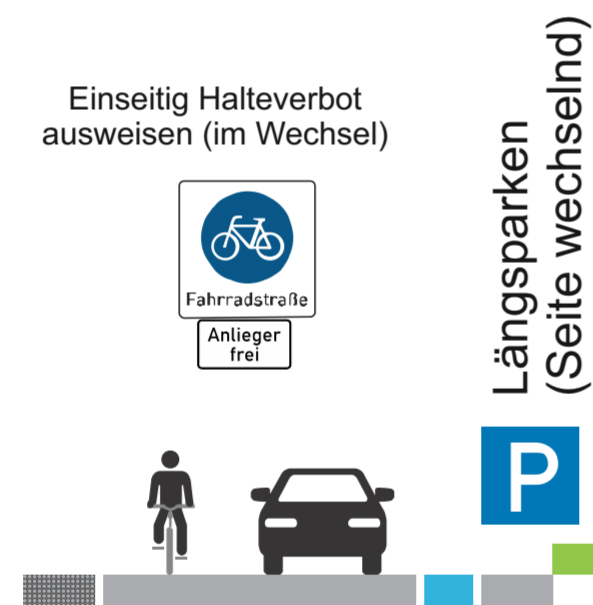 Einseitig Halteverbot
ausweisen (im Wechsel)
Fahrradstraße
Anlieger
frei
Längsparken
(Seite wechselnd)
P